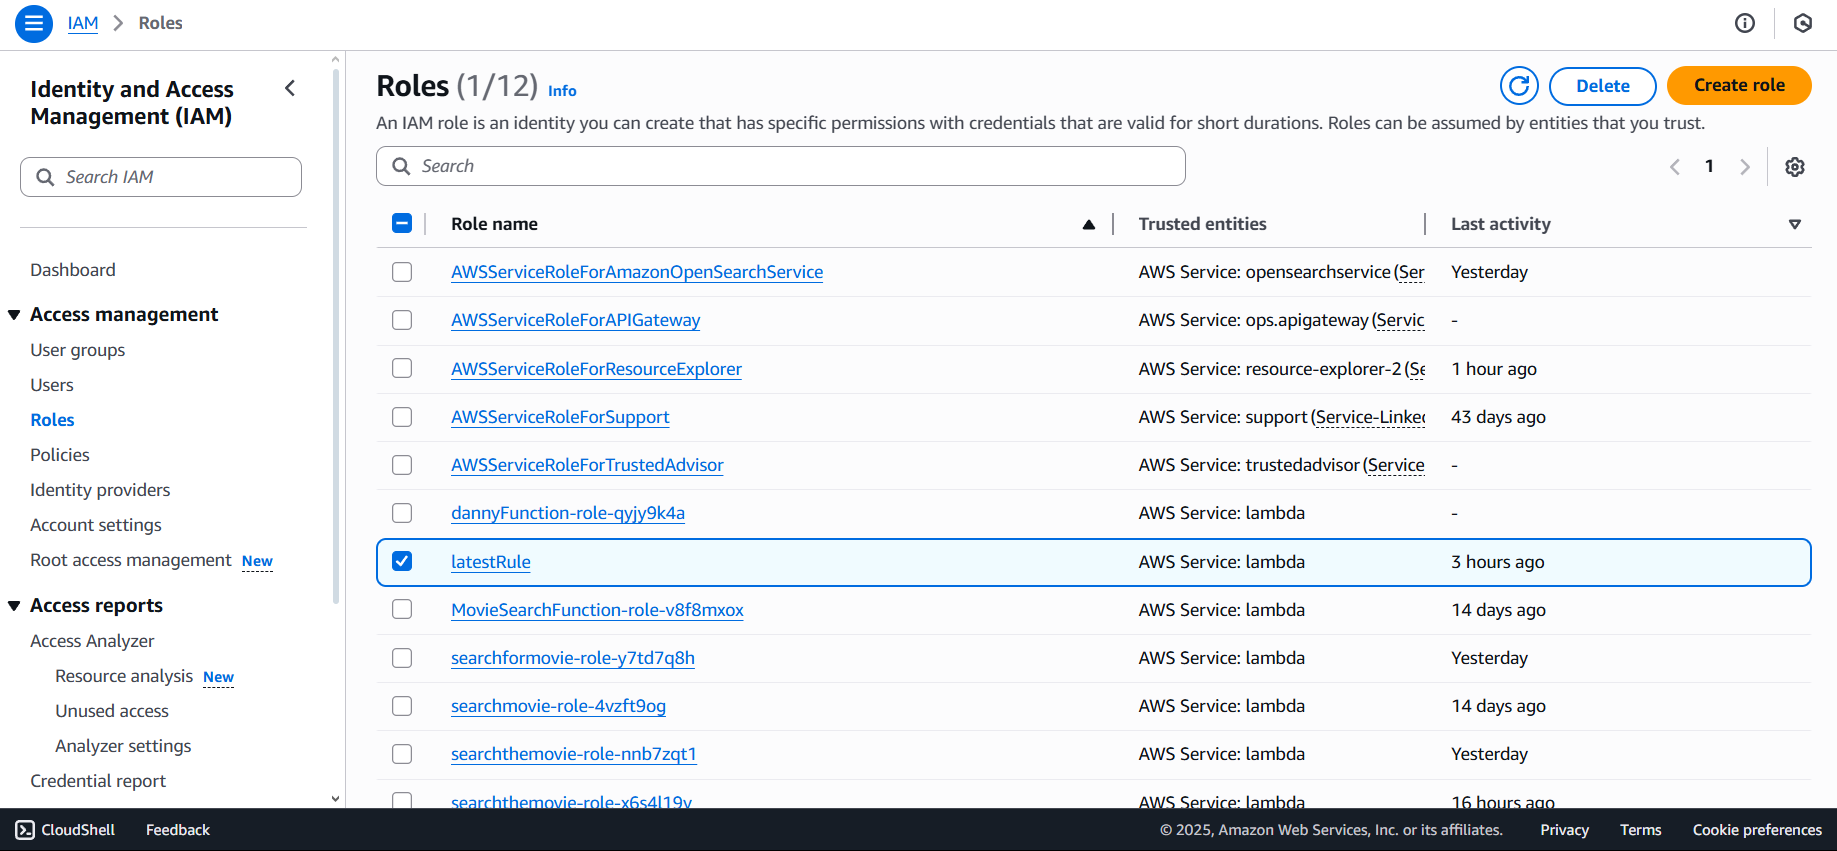 IAM > Roles
Identity and Access
Management (IAM)
Search IAM
Dashboard
Access management
User groups
Users
Roles
Policies
Identity providers
Account settings
Root access management New
Access reports
Access Analyzer
Resource analysis New
Unused access
Analyzer settings
Credential report
Roles (1/12) Info
Delete
Create role
An IAM role is an identity you can create that has specific permissions with credentials that are valid for short durations. Roles can be assumed by entities that you trust.
Search
1
Role name Trusted entities Last activity
AWSServiceRoleForAmazonOpenSearchService AWS Service: opensearchservice (Ser Yesterday
AWSServiceRoleForAPIGateway AWS Service: ops.apigateway (Servic -
AWSServiceRoleForResourceExplorer AWS Service: resource-explorer-2 (Se 1 hour ago
AWSServiceRoleForSupport AWS Service: support (Service-Linked 43 days ago
AWSServiceRoleForTrustedAdvisor AWS Service: trustedadvisor (Service -
dannyFunction-role-qyjy9k4a AWS Service: lambda -
latestRule AWS Service: lambda 3 hours ago
MovieSearchFunction-role-v8f8mxox AWS Service: lambda 14 days ago
searchformovie-role-y7td7q8h AWS Service: lambda Yesterday
searchmovie-role-4vzft9og AWS Service: lambda 14 days ago
searchthemovie-role-nnb7zqt1 AWS Service: lambda Yesterday
searchthemovie-role-x6s4l19v AWS Service: lambda 16 hours ago
CloudShell Feedback © 2025, Amazon Web Services, Inc. or its affiliates. Privacy Terms Cookie preferences